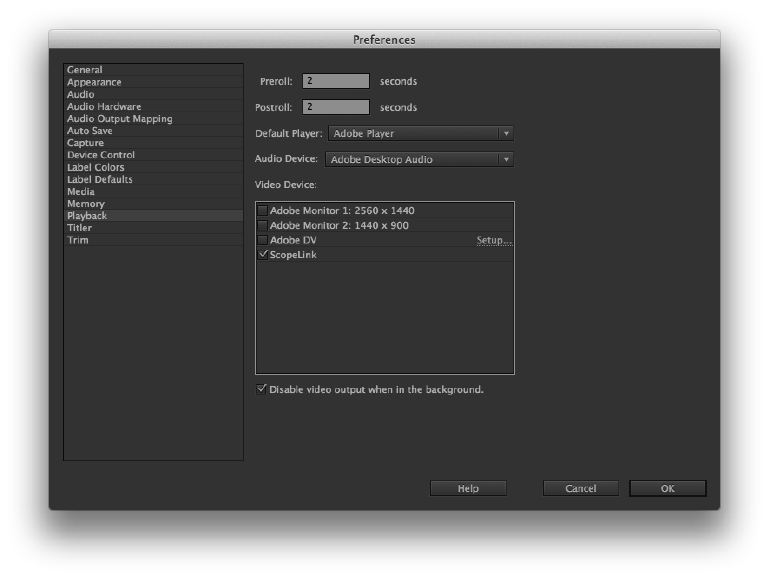 Preferences
General
Appearance
Audio
Audio Hardware
Audio Output Mapping
Auto Save
Capture
Device Control
Label Colors
Label Defaults
Media
Memory
Playback
Titler
Trim
Preroll: 2 seconds
Postroll: 2 seconds
Default Player: Adobe Player
Audio Device: Adobe Desktop Audio
Video Device:
Adobe Monitor 1: 2560 x 1440
Adobe Monitor 2: 1440 x 900
Adobe DV Setup...
ScopeLink
Disable video output when in the background.
Help Cancel OK